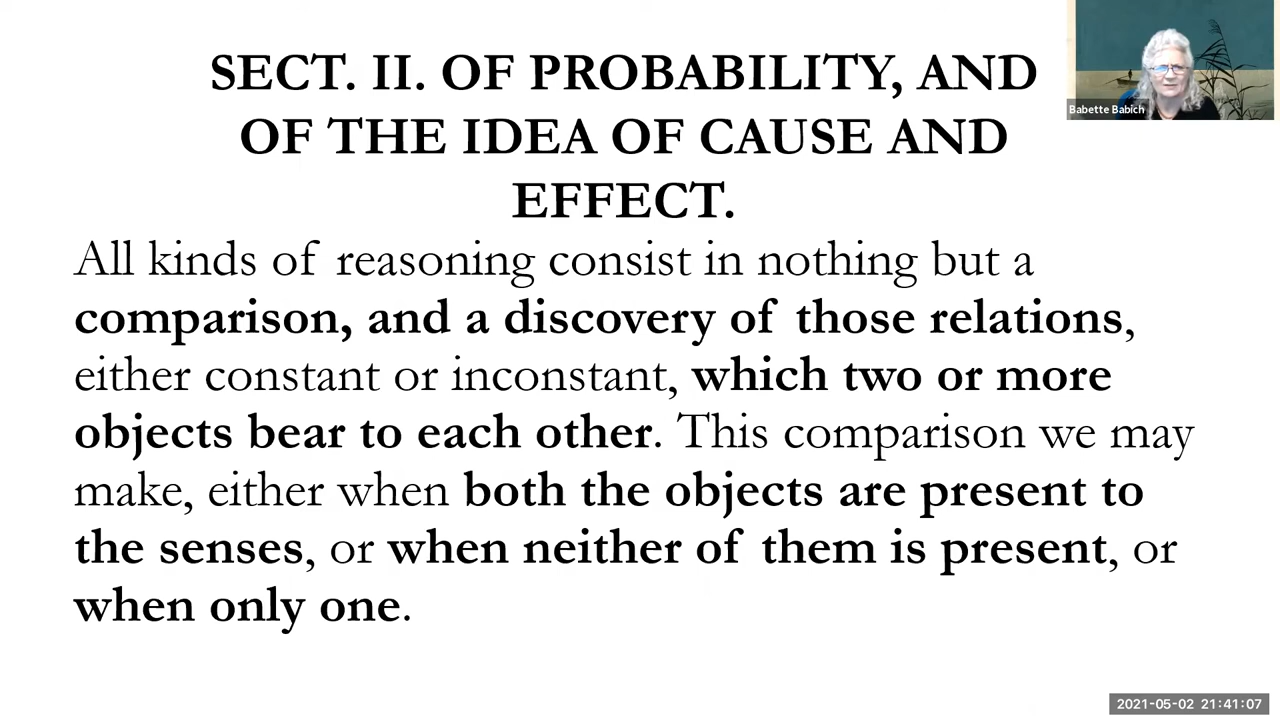 SECT. II. OF PROBABILITY, AND
OF THE IDEA OF CAUSE AND
EFFECT.
All kinds of reasoning consist in nothing but a
comparison, and a discovery of those relations,
either constant or inconstant, which two or more
objects bear to each other. This comparison we may
make, either when both the objects are present to
the senses, or when neither of them is present, or
when only one.
Babette Babich
2021-05-02 21:41:07